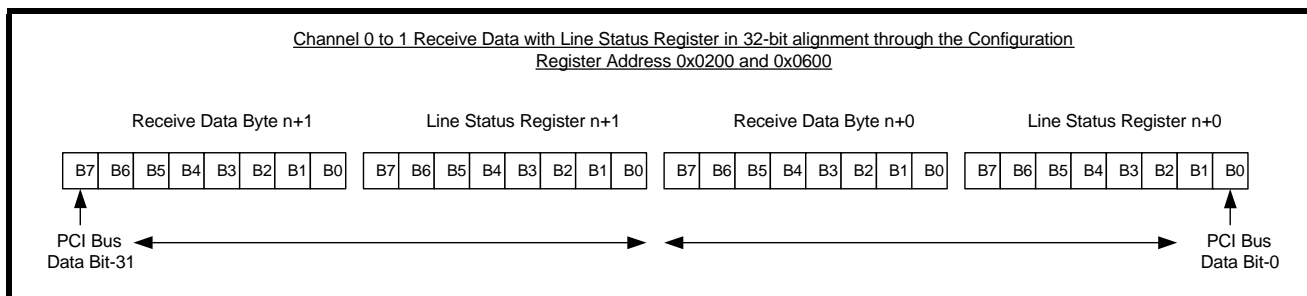 Channel 0 to 1 Receive Data with Line Status Register in 32-bit alignment through the Configuration
Register Address 0x0200 and 0x0600
Receive Data Byte n+1 Line Status Register n+1 Receive Data Byte n+0 Line Status Register n+0
B7 B6 B5 B4 B3 B2 B1 B0 B7 B6 B5 B4 B3 B2 B1 B0 B7 B6 B5 B4 B3 B2 B1 B0 B7 B6 B5 B4 B3 B2 B1 B0
PCI Bus PCI Bus
Data Bit-31 Data Bit-0